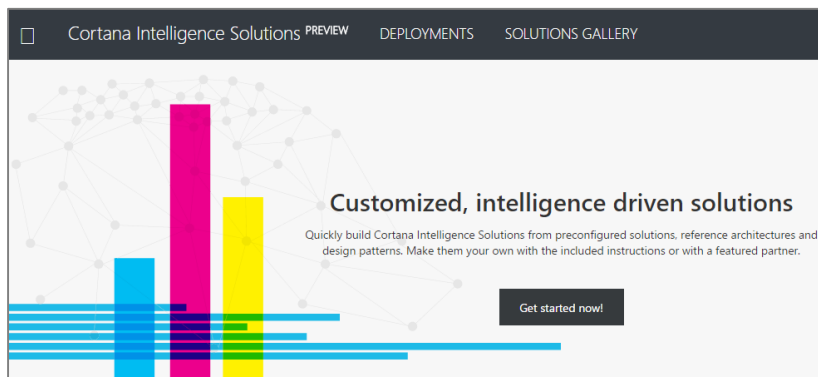 Cortana Intelligence Solutions PREVIEW DEPLOYMENTS SOLUTIONS GALLERY
Customized, intelligence driven solutions
Quickly build Cortana Intelligence Solutions from preconfigured solutions, reference architectures and
design patterns. Make them your own with the included instructions or with a featured partner.
Get started now!